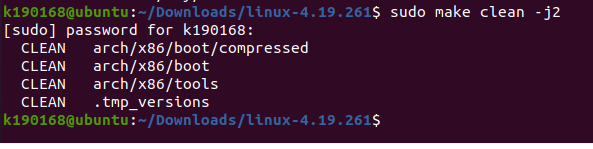 k190168@ubuntu:~/Downloads/linux-4.19.261$ sudo make clean -j2
[sudo] password for k190168:
  CLEAN   arch/x86/boot/compressed
  CLEAN   arch/x86/boot
  CLEAN   arch/x86/tools
  CLEAN   .tmp_versions
k190168@ubuntu:~/Downloads/linux-4.19.261$